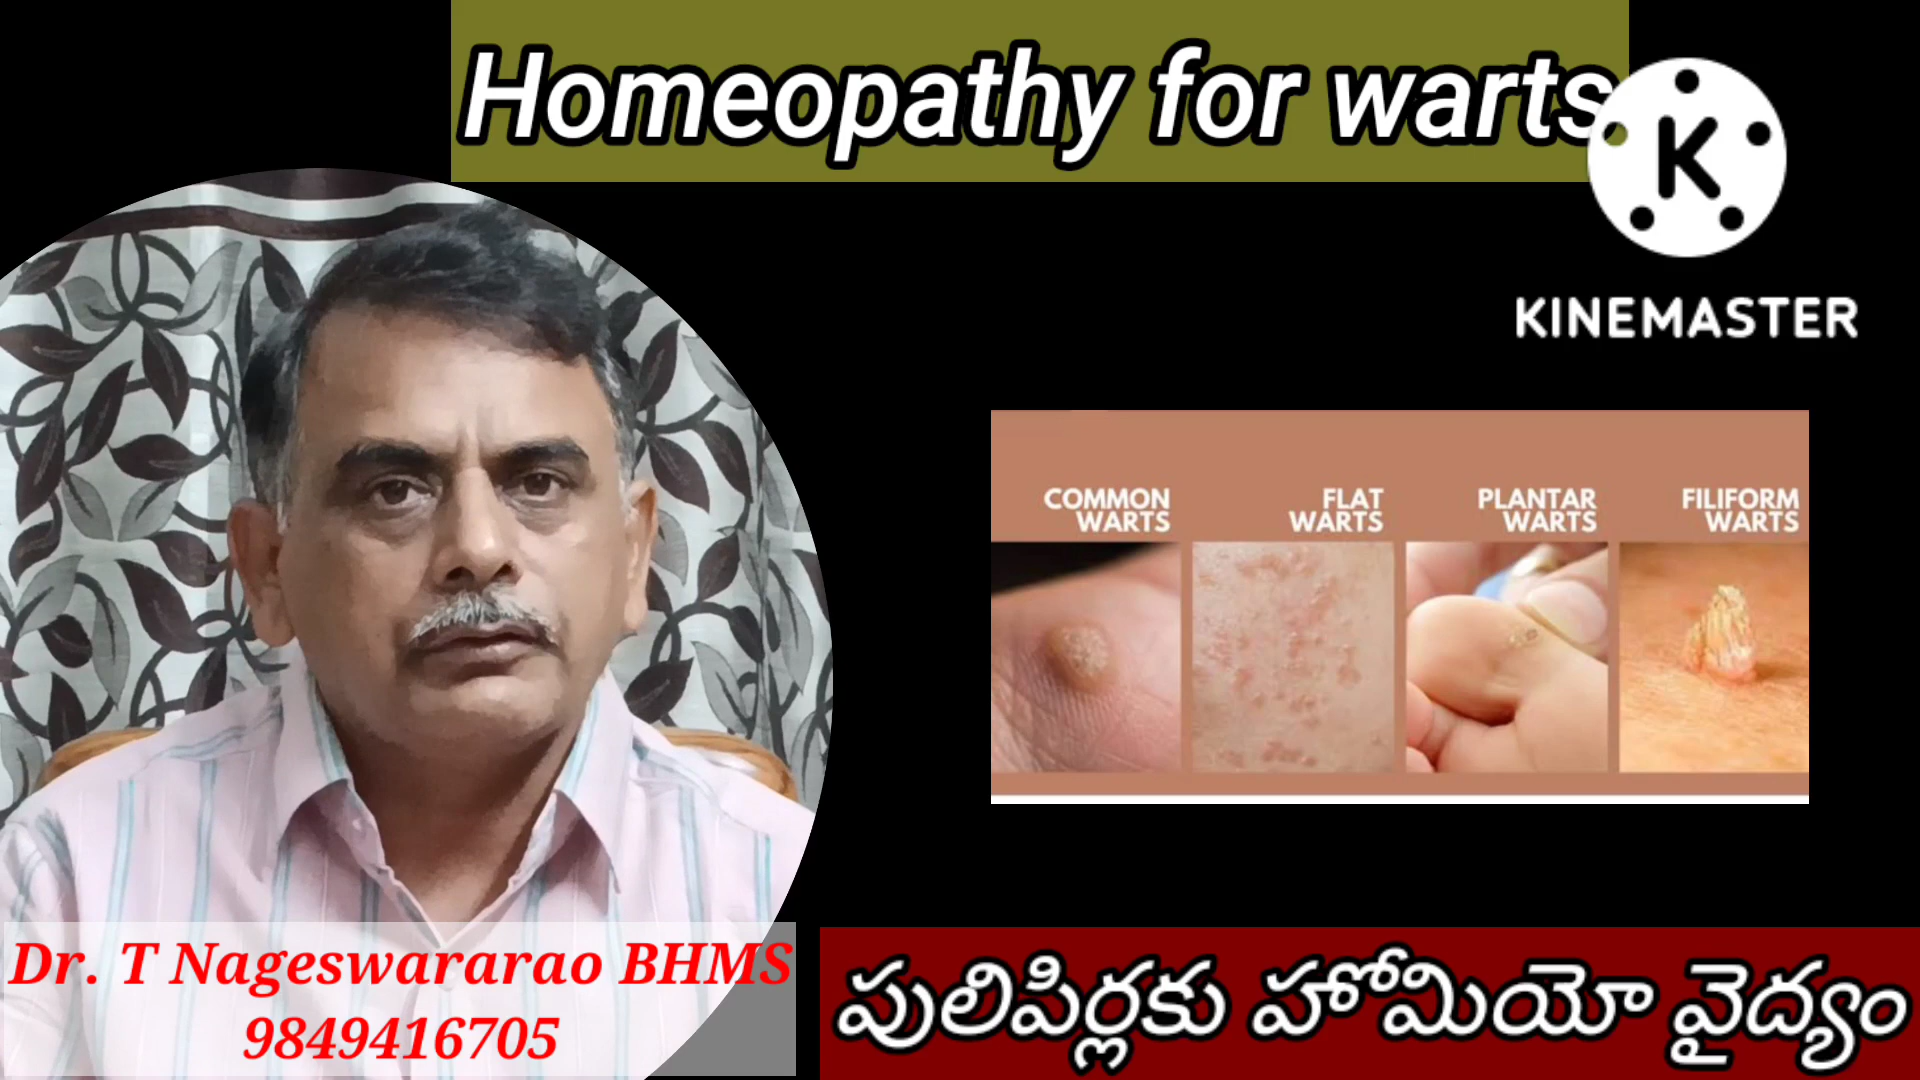 Homeopathy for warts
K
KINEMASTER
COMMON
WARTS
FLAT
WARTS
PLANTAR
WARTS
FILIFORM
WARTS
Dr. T Nageswararao BHMS
9849416705
పులిపిర్లకు హోమియో వైద్యం